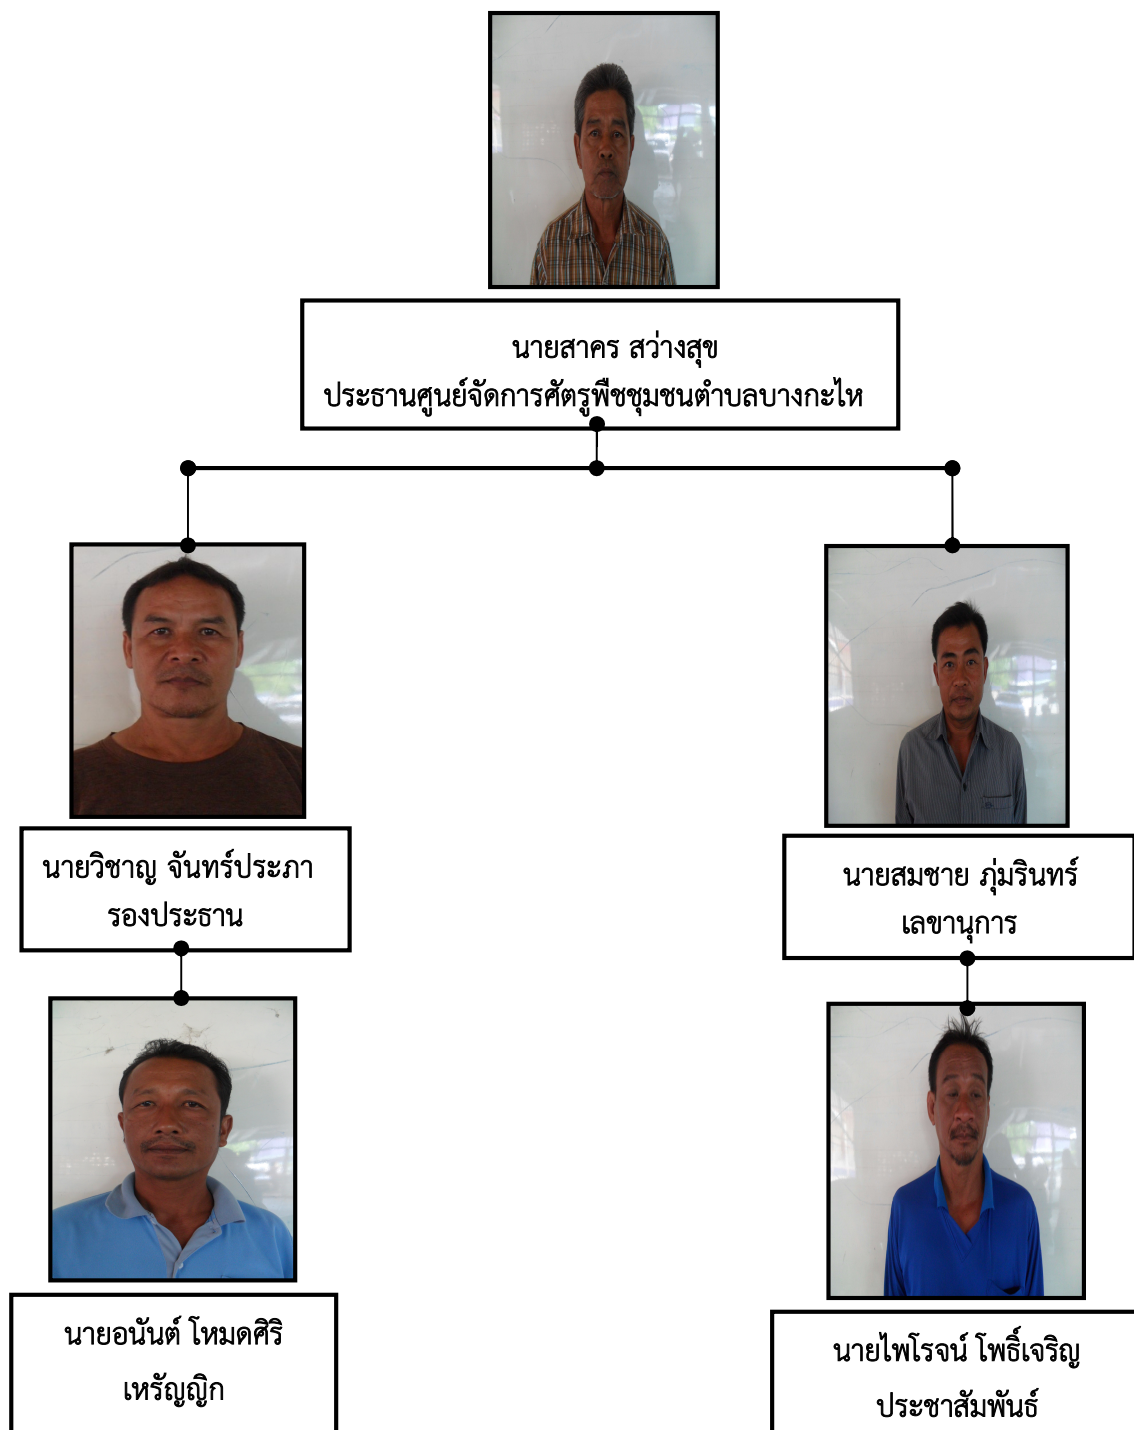 นายสาคร สว่างสุข
ประธานศูนย์จัดการศัตรูพืชชุมชนตำบลบางกะไห
นายวิชาญ จันทร์ประภา
รองประธาน
นายสมชาย ภุ่มรินทร์
เลขานุการ
นายอนันต์ โหมดศิริ
เหรัญญิก
นายไพโรจน์ โพธิ์เจริญ
ประชาสัมพันธ์